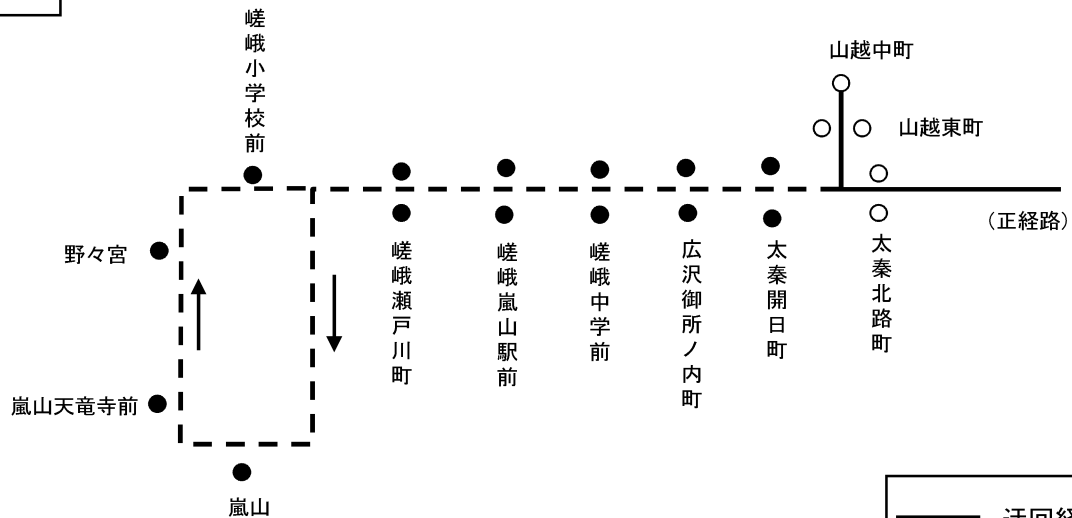 嵯峨小学校前
山越中町
山越東町
(正経路)
野々宮
嵯峨瀬戸川町
嵯峨嵐山駅前
嵯峨中学前
広沢御所ノ内町
太秦開日町
太秦北路町
嵐山天竜寺前
嵐山
迂回経